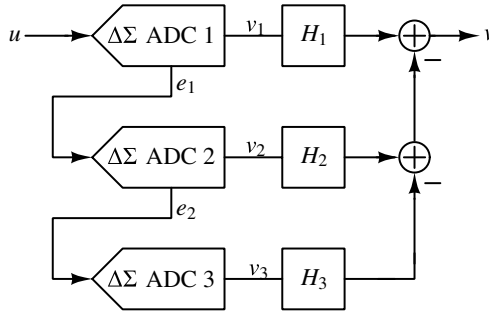 u ΔΣ ADC 1 v₁ H₁ + v
−
e₁
ΔΣ ADC 2 v₂ H₂ +
−
e₂
ΔΣ ADC 3 v₃ H₃